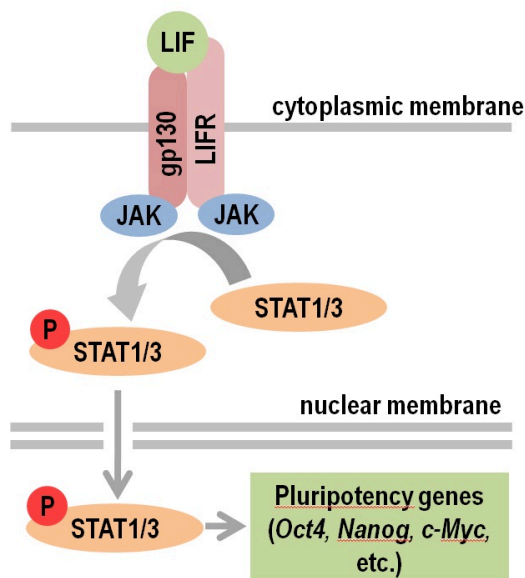 LIF
cytoplasmic membrane
gp130
LIFR
JAK
JAK
STAT1/3
P
STAT1/3
nuclear membrane
P
STAT1/3
Pluripotency genes
(Oct4, Nanog, c-Myc,
etc.)